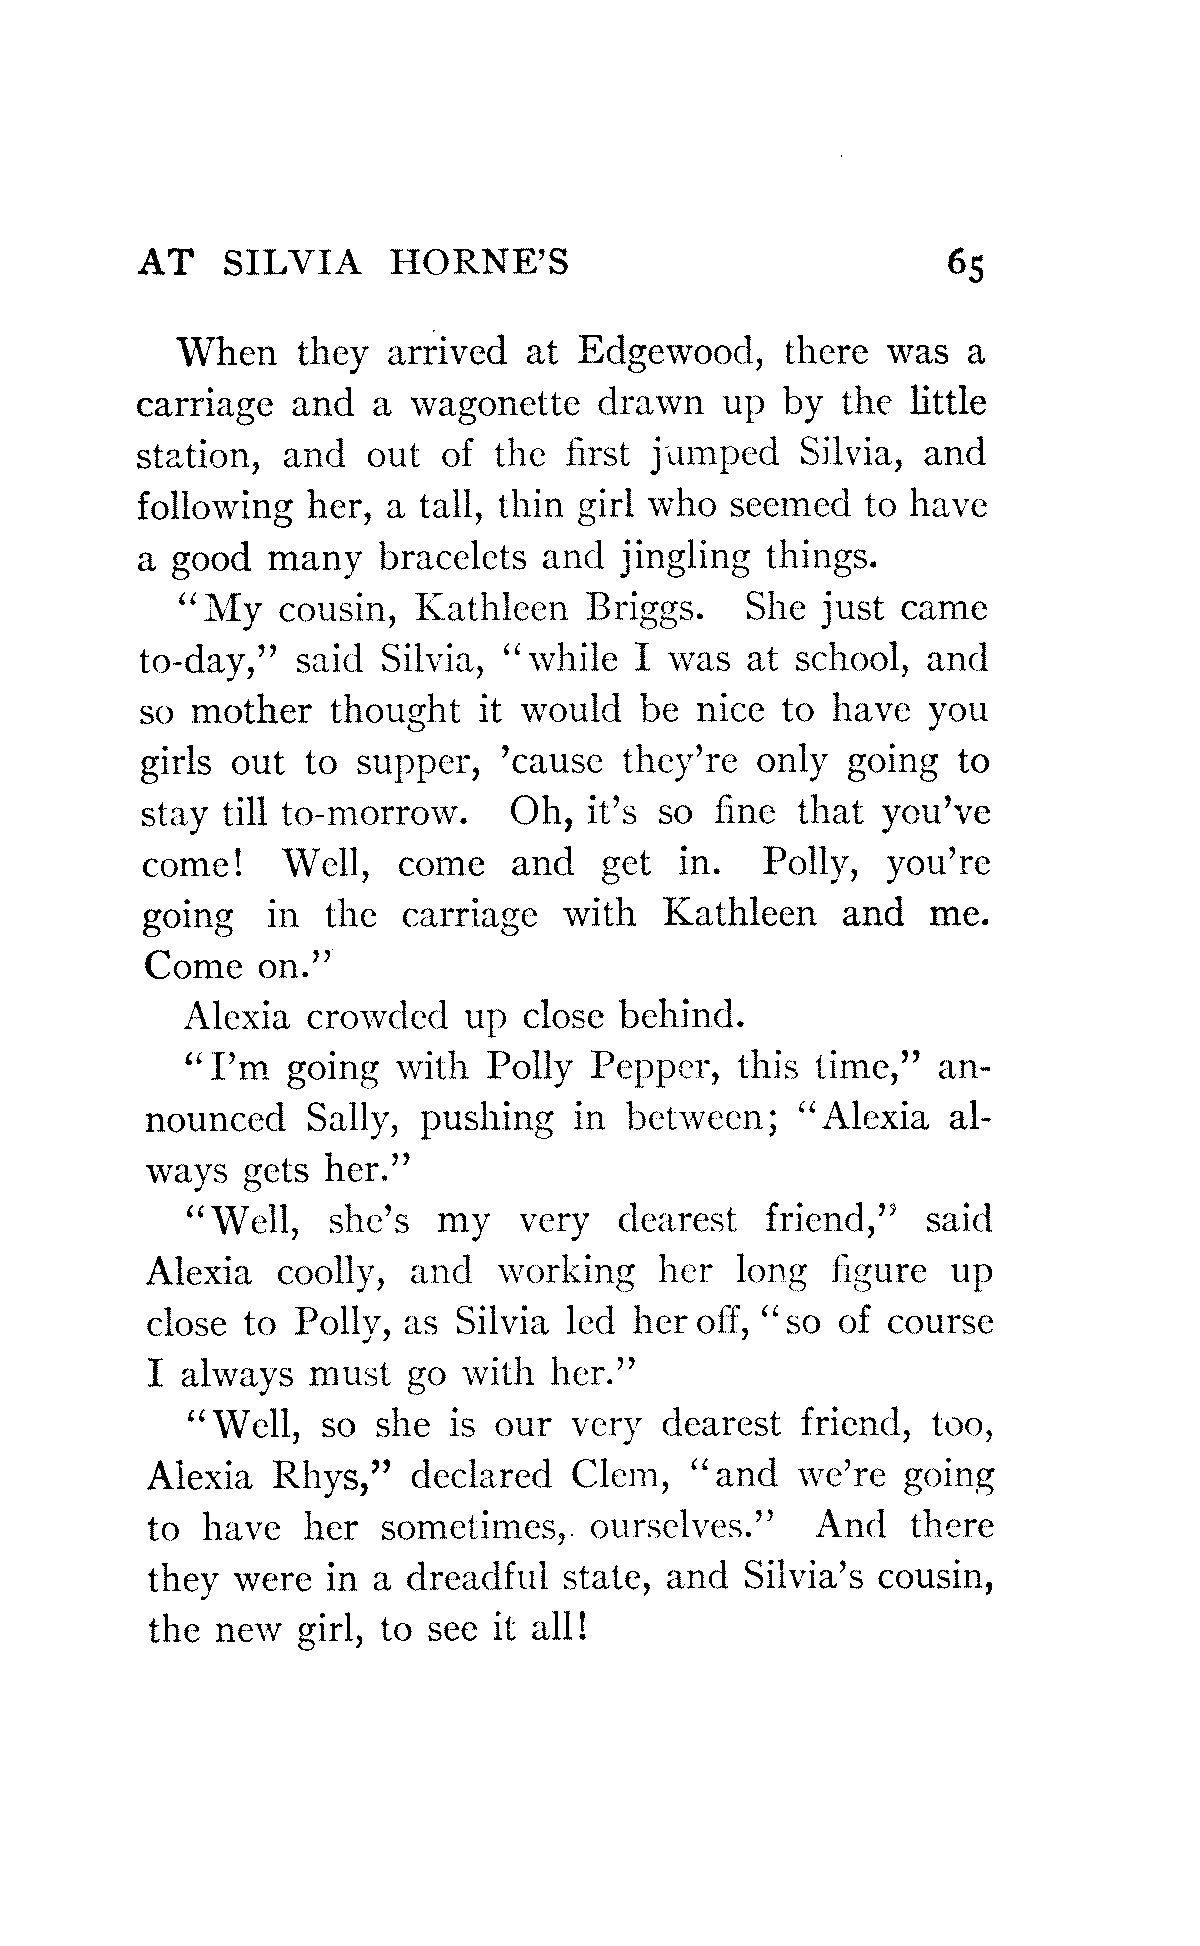 AT SILVIA HORNE'S 65
When they arrived at Edgewood, there was a
carriage and a wagonette drawn up by the little
station, and out of the first jumped Silvia, and
following her, a tall, thin girl who seemed to have
a good many bracelets and jingling things.
“My cousin, Kathleen Briggs. She just came
to-day,” said Silvia, “while I was at school, and
so mother thought it would be nice to have you
girls out to supper, ’cause they’re only going to
stay till to-morrow. Oh, it’s so fine that you’ve
come! Well, come and get in. Polly, you’re
going in the carriage with Kathleen and me.
Come on.”
Alexia crowded up close behind.
“I’m going with Polly Pepper, this time,” an-
nounced Sally, pushing in between; “Alexia al-
ways gets her.”
“Well, she’s my very dearest friend,” said
Alexia coolly, and working her long figure up
close to Polly, as Silvia led her off, “so of course
I always must go with her.”
“Well, so she is our very dearest friend, too,
Alexia Rhys,” declared Clem, “and we’re going
to have her sometimes, ourselves.” And there
they were in a dreadful state, and Silvia’s cousin,
the new girl, to see it all!